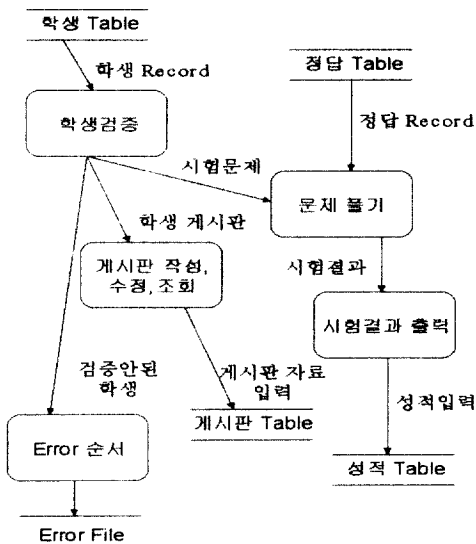 학생 Table
학생 Record
학생검증
정답 Table
정답 Record
시험문제
문제 풀기
학생 게시판
게시판 작성,
수정,조회
시험결과
시험결과 출력
검증안된
학생
게시판 자료
입력
게시판 Table
성적입력
성적 Table
Error 순서
Error File